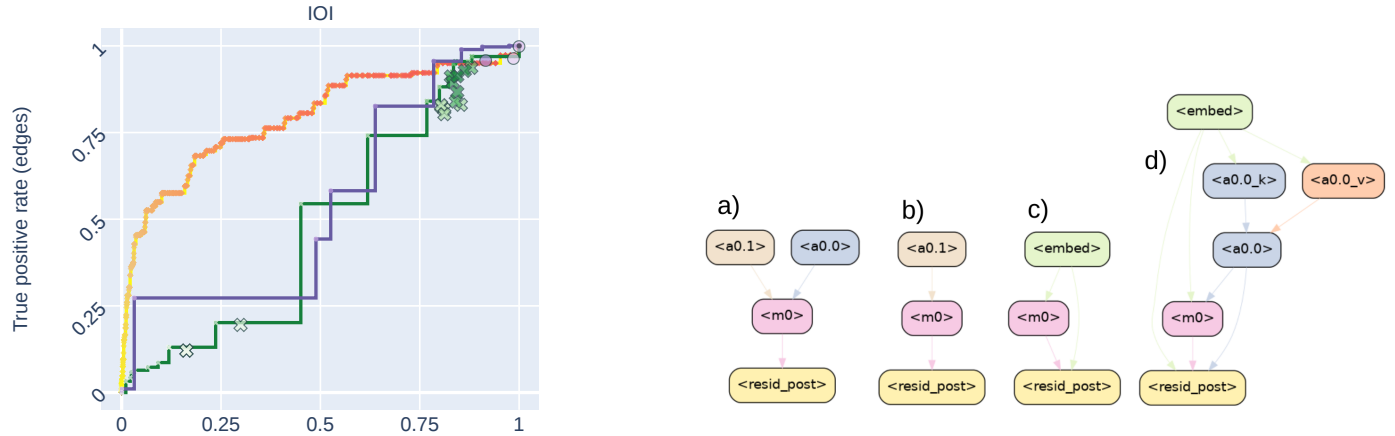 IOI
True positive rate (edges)
1
0.75
0.5
0.25
0
0 0.25 0.5 0.75 1
a)
<a0.1> <a0.0>
<m0>
<resid_post>
b)
<a0.1>
<m0>
<resid_post>
c)
<embed>
<m0>
<resid_post>
d)
<embed>
<a0.0_k> <a0.0_v>
<a0.0>
<m0>
<resid_post>